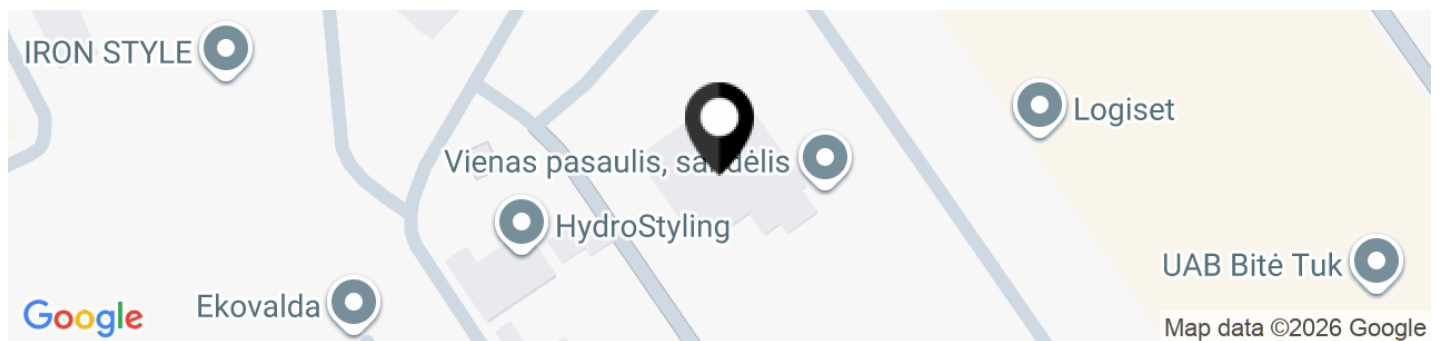 IRON STYLE
Logiset
Vienas pasaulis, sandėlis
HydroStyling
UAB Bitė Tuk
Ekovalda
Google
Map data ©2026 Google